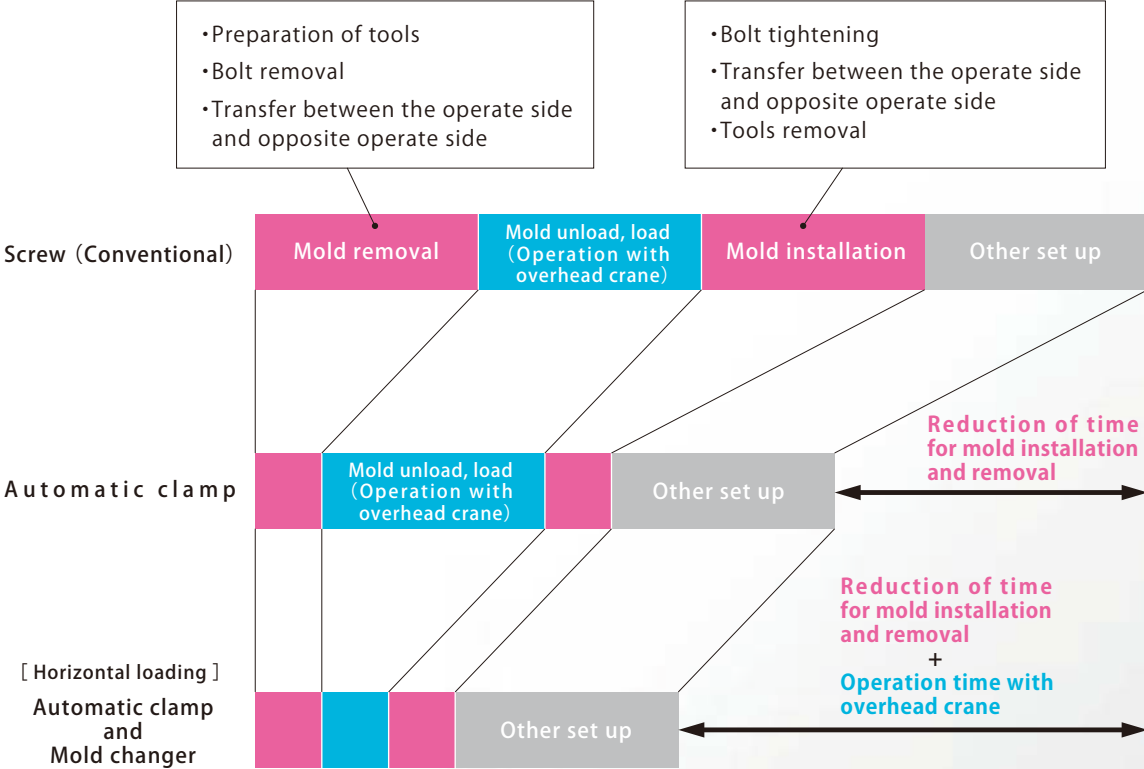 ・Preparation of tools
・Bolt removal
・Transfer between the operate side
and opposite operate side
・Bolt tightening
・Transfer between the operate side
and opposite operate side
・Tools removal
Screw（Conventional）
Mold removal
Mold unload, load
（Operation with
overhead crane）
Mold installation
Other set up
Automatic clamp
Mold unload, load
（Operation with
overhead crane）
Other set up
Reduction of time
for mold installation
and removal
［ Horizontal loading ］
Automatic clamp
and
Mold changer
Other set up
Reduction of time
for mold installation
and removal
+
Operation time with
overhead crane